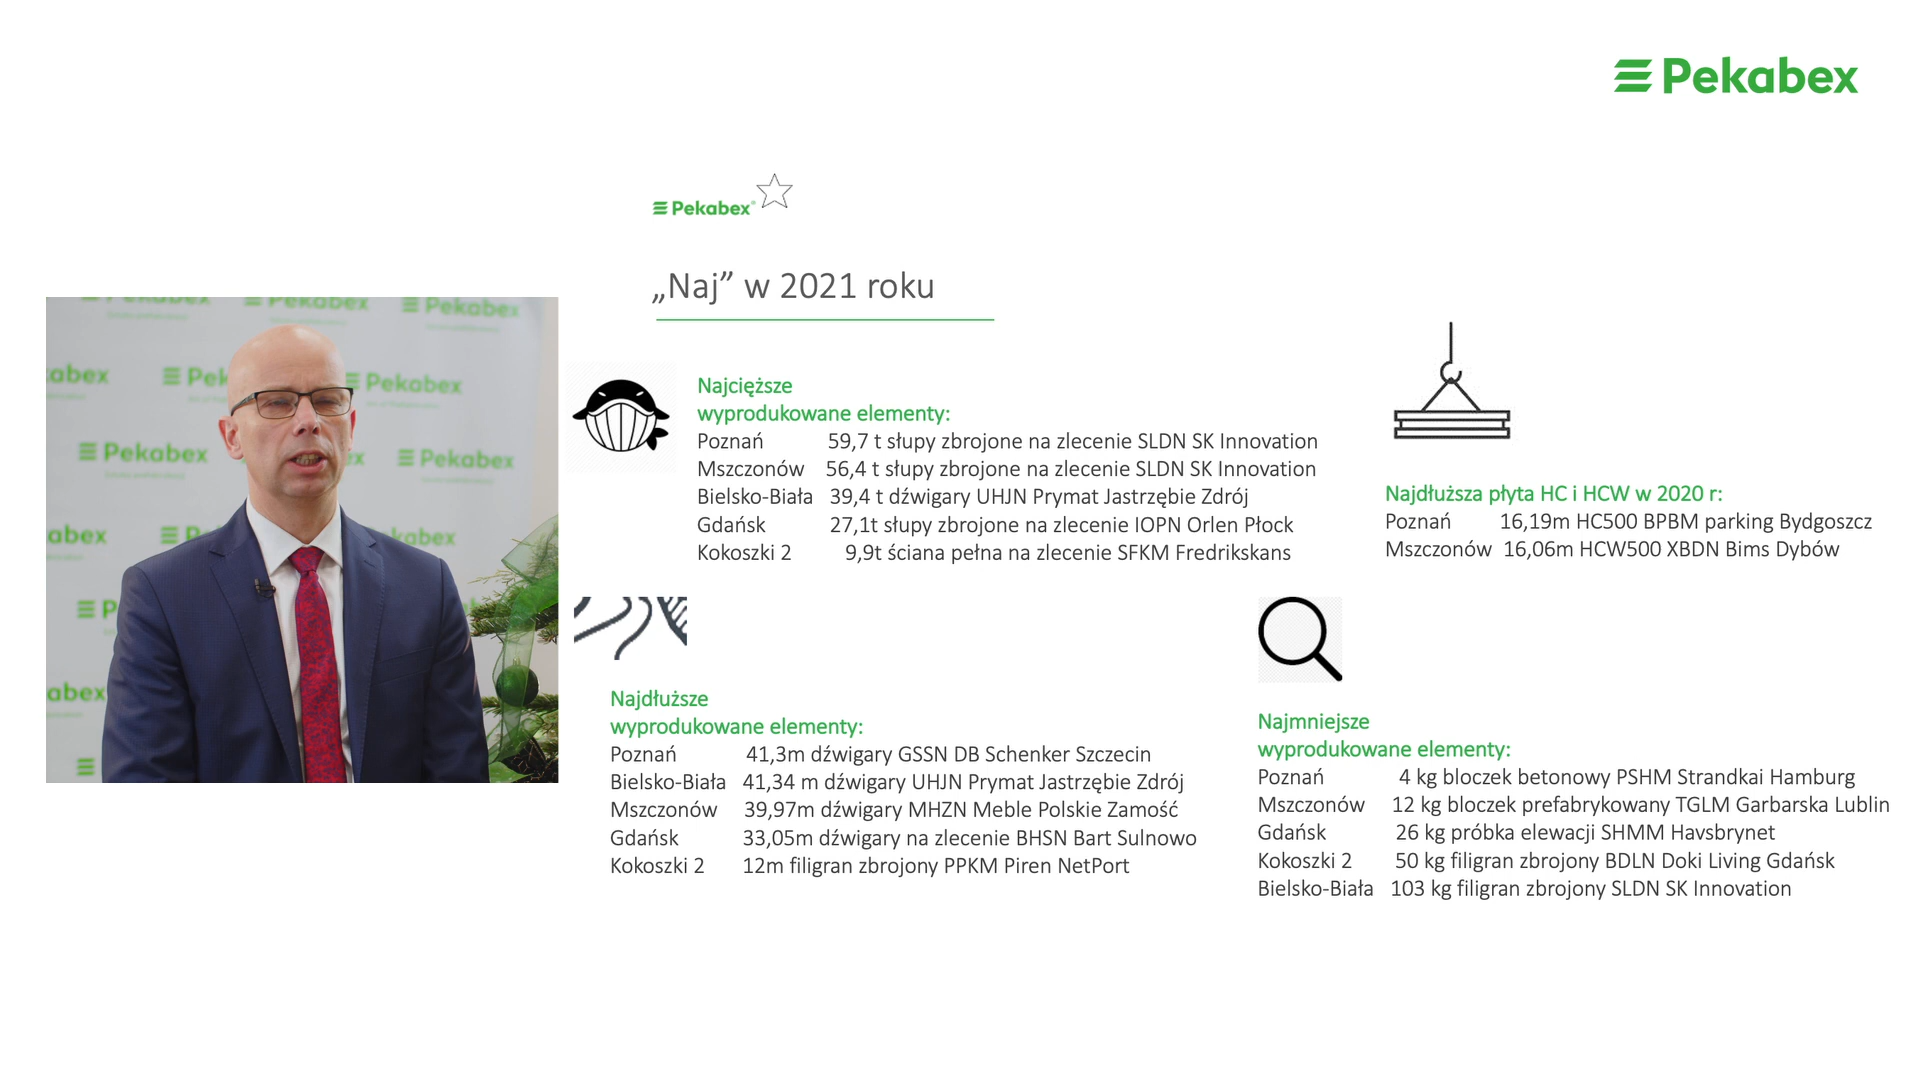 Pekabex
Pekabex®
„Naj” w 2021 roku
Najcięższe
wyprodukowane elementy:
Poznań 59,7 t słupy zbrojone na zlecenie SLDN SK Innovation
Mszczonów 56,4 t słupy zbrojone na zlecenie SLDN SK Innovation
Bielsko-Biała 39,4 t dźwigary UHJN Prymat Jastrzębie Zdrój
Gdańsk 27,1t słupy zbrojone na zlecenie IOPN Orlen Płock
Kokoszki 2 9,9t ściana pełna na zlecenie SFKM Fredrikskans
Najdłuższa płyta HC i HCW w 2020 r:
Poznań 16,19m HC500 BPBM parking Bydgoszcz
Mszczonów 16,06m HCW500 XBDN Bims Dybów
Najdłuższe
wyprodukowane elementy:
Poznań 41,3m dźwigary GSSN DB Schenker Szczecin
Bielsko-Biała 41,34 m dźwigary UHJN Prymat Jastrzębie Zdrój
Mszczonów 39,97m dźwigary MHZN Meble Polskie Zamość
Gdańsk 33,05m dźwigary na zlecenie BHSN Bart Sulnowo
Kokoszki 2 12m filigran zbrojony PPKM Piren NetPort
Najmniejsze
wyprodukowane elementy:
Poznań 4 kg bloczek betonowy PSHM Strandkai Hamburg
Mszczonów 12 kg bloczek prefabrykowany TGLM Garbarska Lublin
Gdańsk 26 kg próbka elewacji SHMM Havsbrynet
Kokoszki 2 50 kg filigran zbrojony BDLN Doki Living Gdańsk
Bielsko-Biała 103 kg filigran zbrojony SLDN SK Innovation
Pekabex
Pekabex
Pekabex
Pekabex
Pekabex